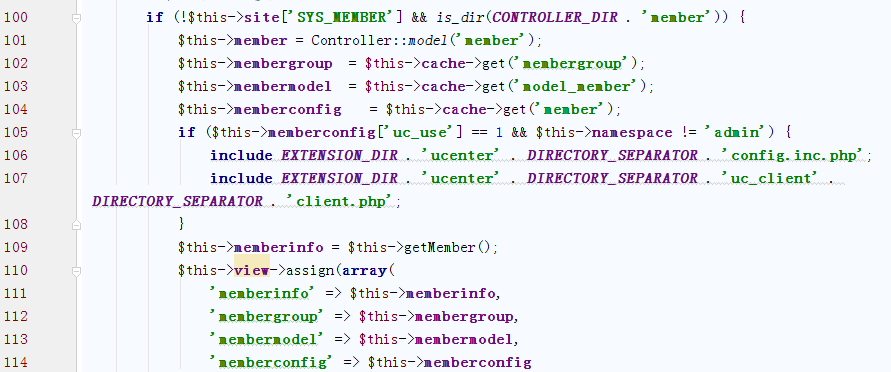 100 if (!$this->site['SYS_MEMBER'] && is_dir(CONTROLLER_DIR . 'member')) {
101 $this->member = Controller::model('member');
102 $this->membergroup  = $this->cache->get('membergroup');
103 $this->membermodel  = $this->cache->get('model_member');
104 $this->memberconfig   = $this->cache->get('member');
105 if ($this->memberconfig['uc_use'] == 1 && $this->namespace != 'admin') {
106 include EXTENSION_DIR . 'ucenter' . DIRECTORY_SEPARATOR . 'config.inc.php';
107 include EXTENSION_DIR . 'ucenter' . DIRECTORY_SEPARATOR . 'uc_client' .
DIRECTORY_SEPARATOR . 'client.php';
108 }
109 $this->memberinfo = $this->getMember();
110 $this->view->assign(array(
111 'memberinfo' => $this->memberinfo,
112 'membergroup' => $this->membergroup,
113 'membermodel' => $this->membermodel,
114 'memberconfig' => $this->memberconfig